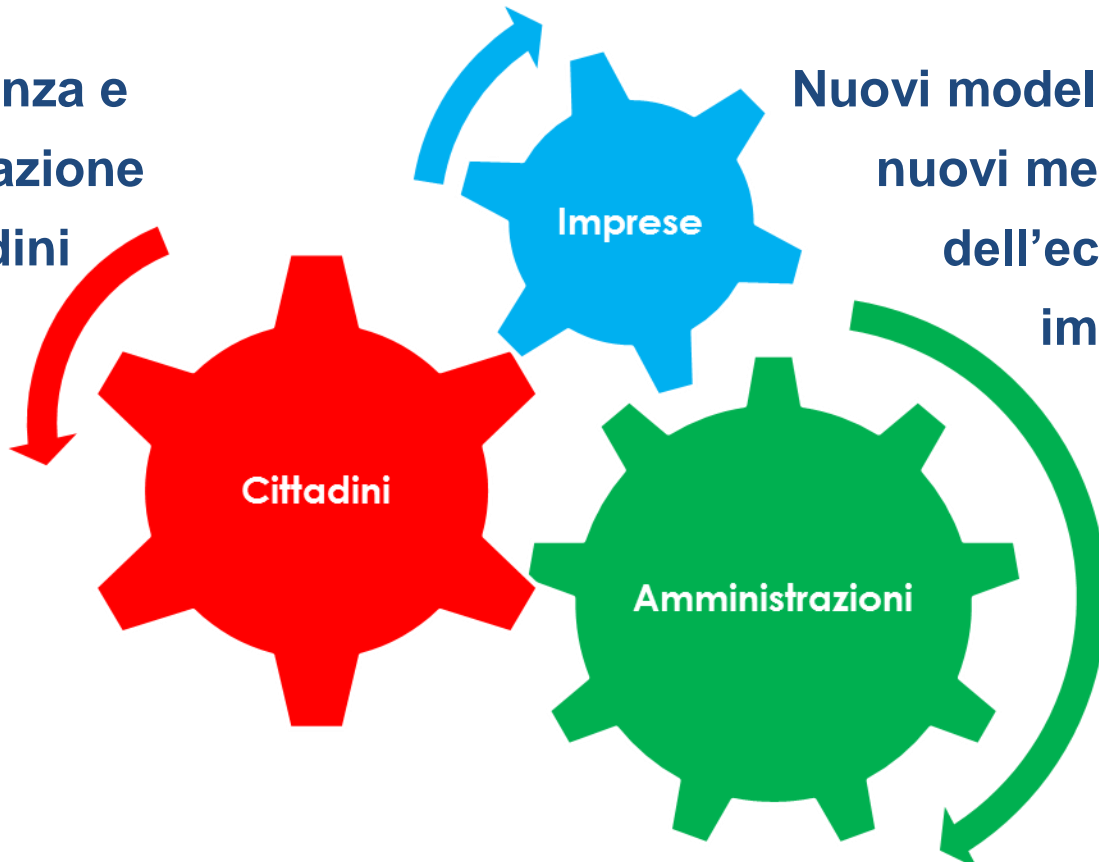 nza e
azione
dini
Nuovi model
nuovi me
dell’ec
im
Imprese
Cittadini
Amministrazioni